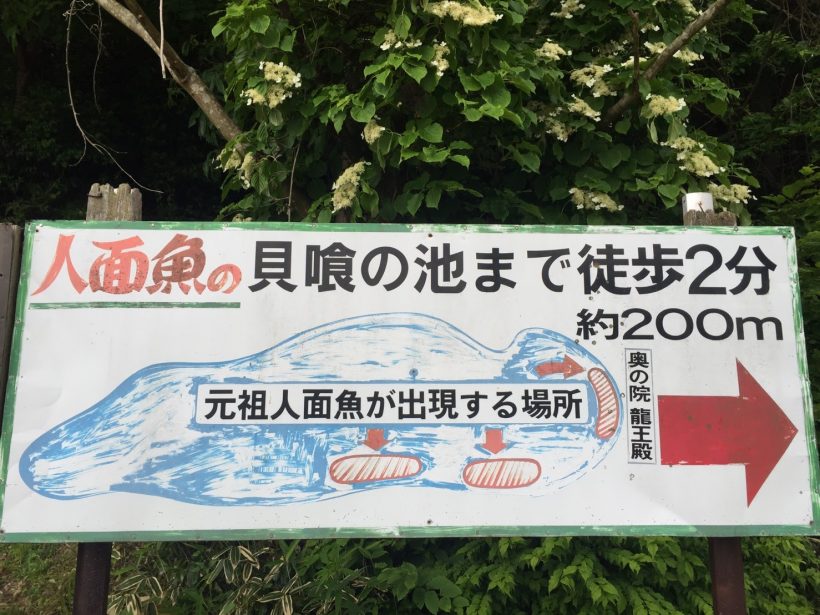 人面魚の貝喰の池まで徒歩2分
約200m
元祖人面魚が出現する場所
奥の院 龍王殿